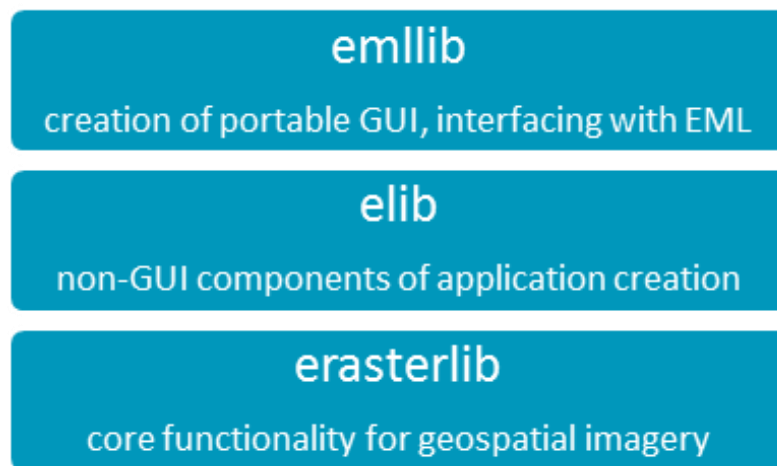 emllib
creation of portable GUI, interfacing with EML
elib
non-GUI components of application creation
erasterlib
core functionality for geospatial imagery